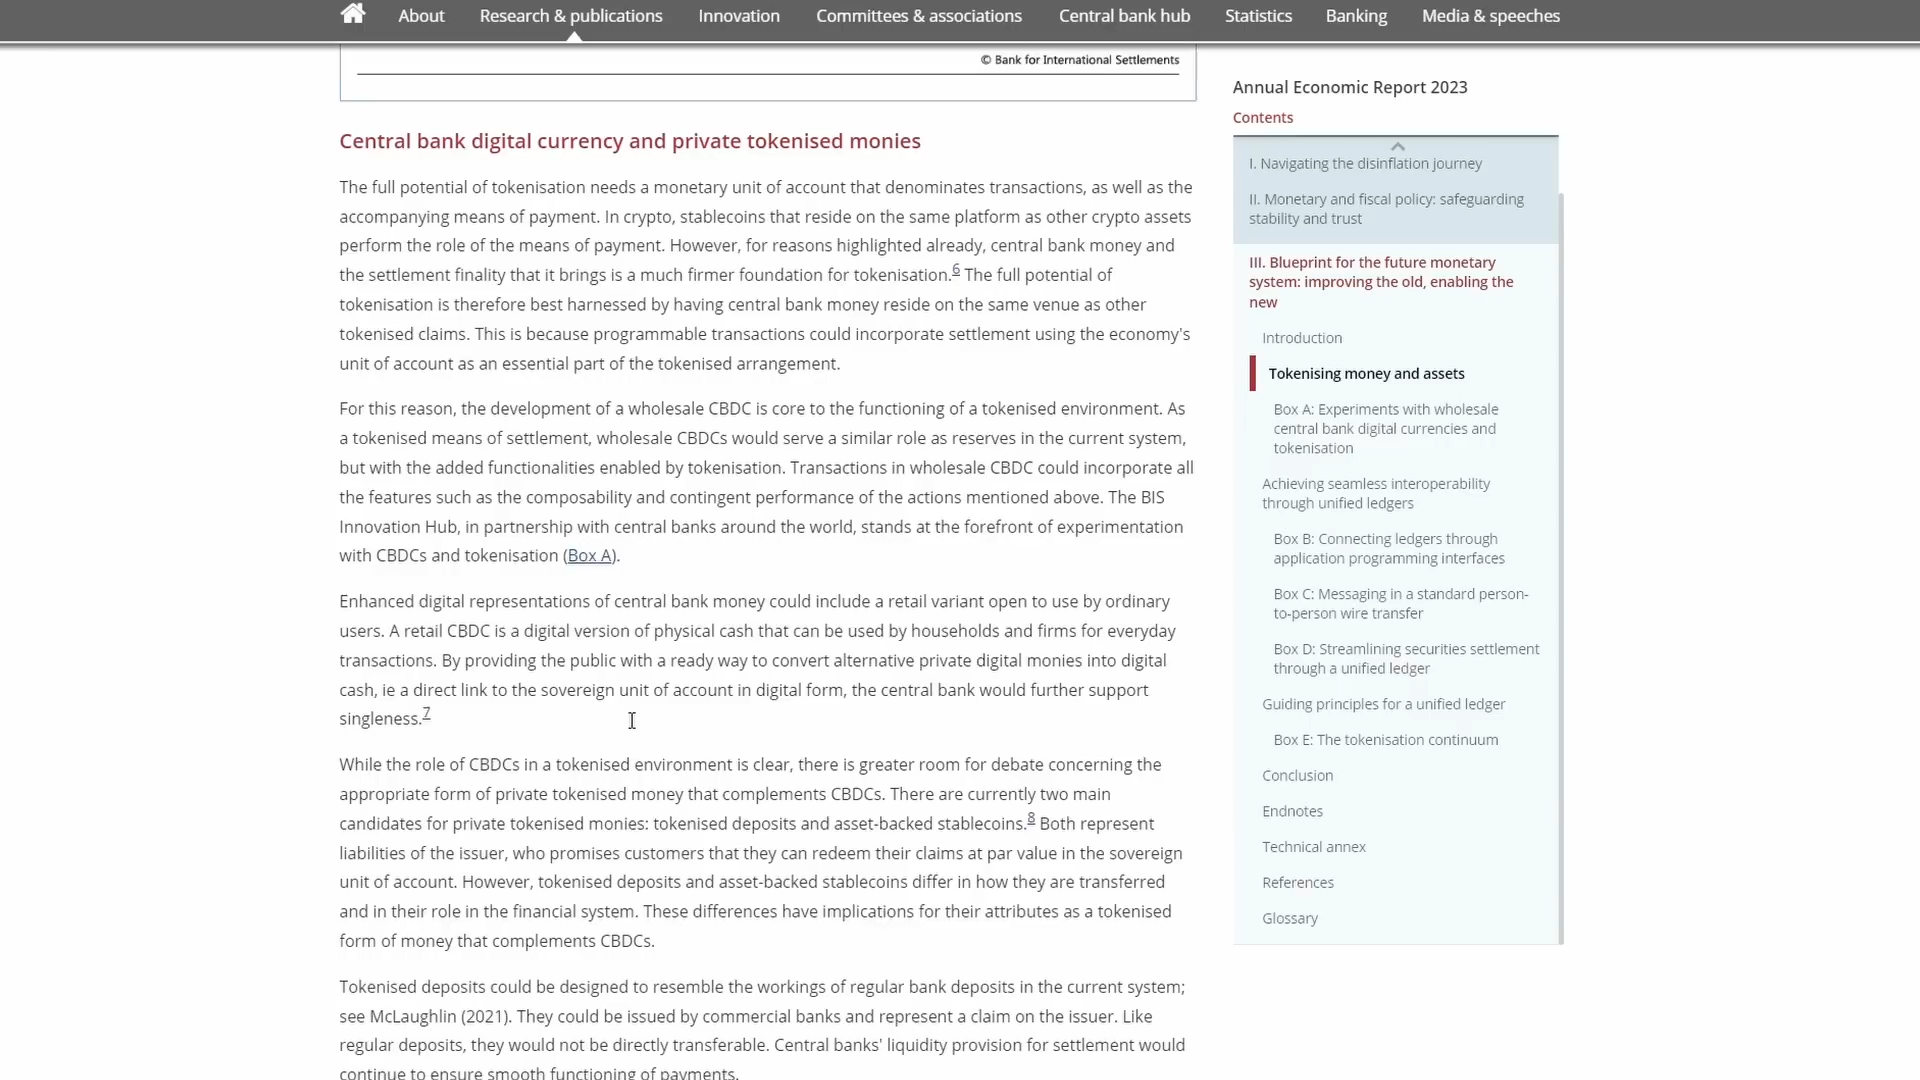 About
Research & publications
Innovation
Committees & associations
Central bank hub
Statistics
Banking
Media & speeches
© Bank for International Settlements
Central bank digital currency and private tokenised monies
The full potential of tokenisation needs a monetary unit of account that denominates transactions, as well as the
accompanying means of payment. In crypto, stablecoins that reside on the same platform as other crypto assets
perform the role of the means of payment. However, for reasons highlighted already, central bank money and
the settlement finality that it brings is a much firmer foundation for tokenisation.6 The full potential of
tokenisation is therefore best harnessed by having central bank money reside on the same venue as other
tokenised claims. This is because programmable transactions could incorporate settlement using the economy's
unit of account as an essential part of the tokenised arrangement.
For this reason, the development of a wholesale CBDC is core to the functioning of a tokenised environment. As
a tokenised means of settlement, wholesale CBDCs would serve a similar role as reserves in the current system,
but with the added functionalities enabled by tokenisation. Transactions in wholesale CBDC could incorporate all
the features such as the composability and contingent performance of the actions mentioned above. The BIS
Innovation Hub, in partnership with central banks around the world, stands at the forefront of experimentation
with CBDCs and tokenisation (Box A).
Enhanced digital representations of central bank money could include a retail variant open to use by ordinary
users. A retail CBDC is a digital version of physical cash that can be used by households and firms for everyday
transactions. By providing the public with a ready way to convert alternative private digital monies into digital
cash, ie a direct link to the sovereign unit of account in digital form, the central bank would further support
singleness.7
While the role of CBDCs in a tokenised environment is clear, there is greater room for debate concerning the
appropriate form of private tokenised money that complements CBDCs. There are currently two main
candidates for private tokenised monies: tokenised deposits and asset-backed stablecoins.8 Both represent
liabilities of the issuer, who promises customers that they can redeem their claims at par value in the sovereign
unit of account. However, tokenised deposits and asset-backed stablecoins differ in how they are transferred
and in their role in the financial system. These differences have implications for their attributes as a tokenised
form of money that complements CBDCs.
Tokenised deposits could be designed to resemble the workings of regular bank deposits in the current system;
see McLaughlin (2021). They could be issued by commercial banks and represent a claim on the issuer. Like
regular deposits, they would not be directly transferable. Central banks' liquidity provision for settlement would
continue to ensure smooth functioning of payments.
Annual Economic Report 2023
Contents
I. Navigating the disinflation journey
II. Monetary and fiscal policy: safeguarding
stability and trust
III. Blueprint for the future monetary
system: improving the old, enabling the
new
Introduction
Tokenising money and assets
Box A: Experiments with wholesale
central bank digital currencies and
tokenisation
Achieving seamless interoperability
through unified ledgers
Box B: Connecting ledgers through
application programming interfaces
Box C: Messaging in a standard person-
to-person wire transfer
Box D: Streamlining securities settlement
through a unified ledger
Guiding principles for a unified ledger
Box E: The tokenisation continuum
Conclusion
Endnotes
Technical annex
References
Glossary